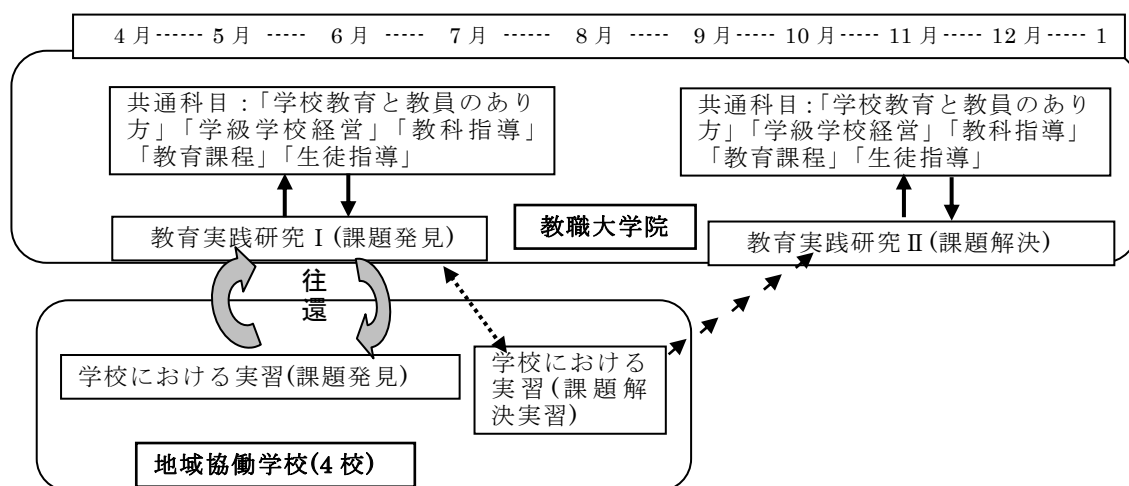 4月------ 5月 ----- 6月 ----- 7月 ------ 8月 ----- 9月----- 10月----- 11月----- 12月----- 1
共通科目:「学校教育と教員のあり
方」「学級学校経営」「教科指導」
「教育課程」「生徒指導」
共通科目:「学校教育と教員のあり
方」「学級学校経営」「教科指導」
「教育課程」「生徒指導」
教育実践研究Ⅰ(課題発見)
教職大学院
教育実践研究Ⅱ(課題解決)
往
還
学校における実習(課題発見)
学校における
実習(課題解
決実習)
地域協働学校(4校)